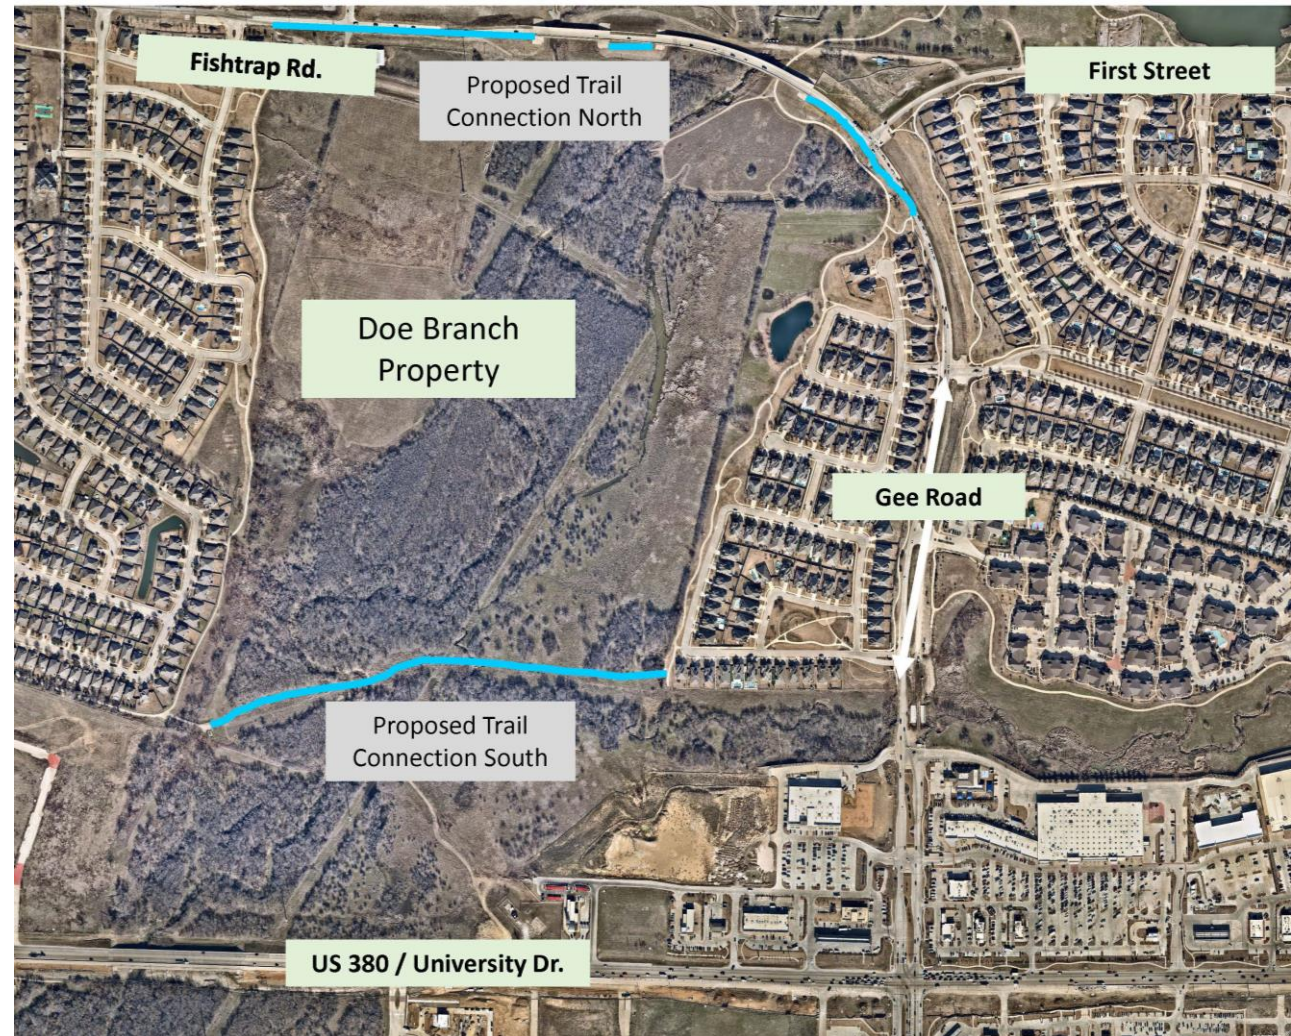 Fishtrap Rd.
First Street
Proposed Trail
Connection North
Doe Branch
Property
Gee Road
Proposed Trail
Connection South
US 380 / University Dr.